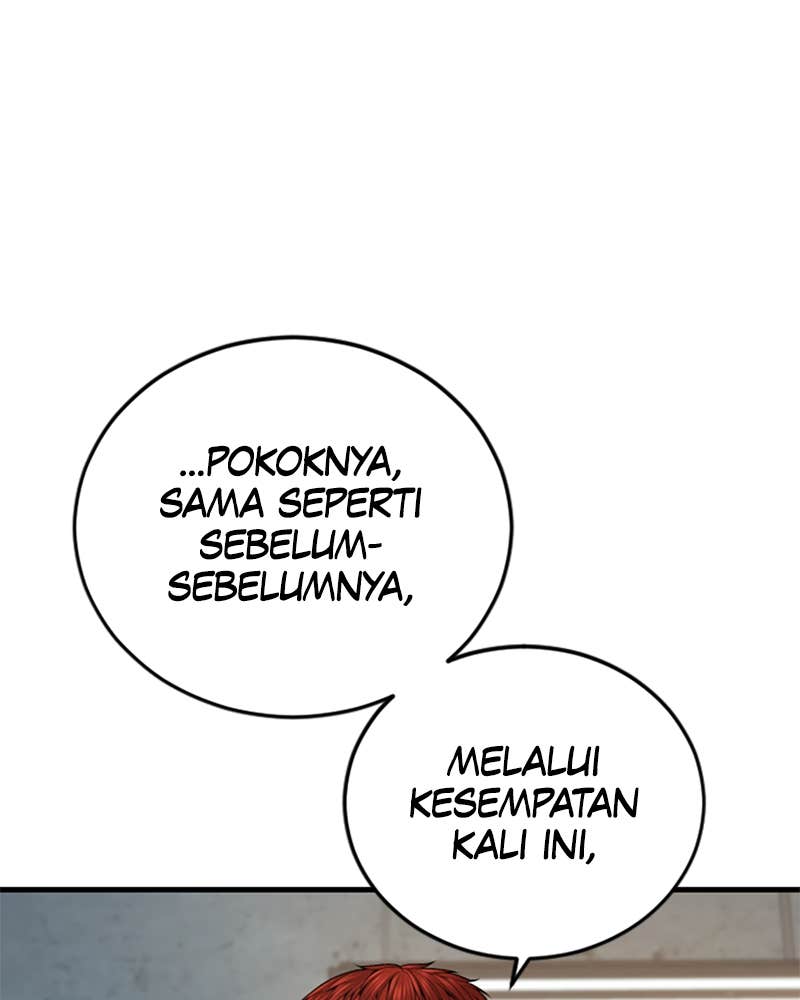 ...POKOKNYA,
SAMA SEPERTI
SEBELUM-
SEBELUMNYA,
MELALUI
KESEMPATAN
KALI INI,